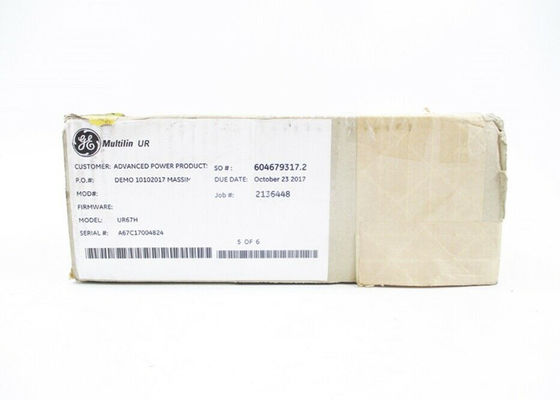 GE Multilin UR
CUSTOMER: ADVANCED POWER PRODUCT: SO #: 604679317.2
P.O.#: DEMO 10102017 MASSIM DUE DATE: October 23 2017
MOD#: Job #: 2136448
FIRMWARE:
MODEL: UR67H
SERIAL #: A67C17004824
5 OF 6